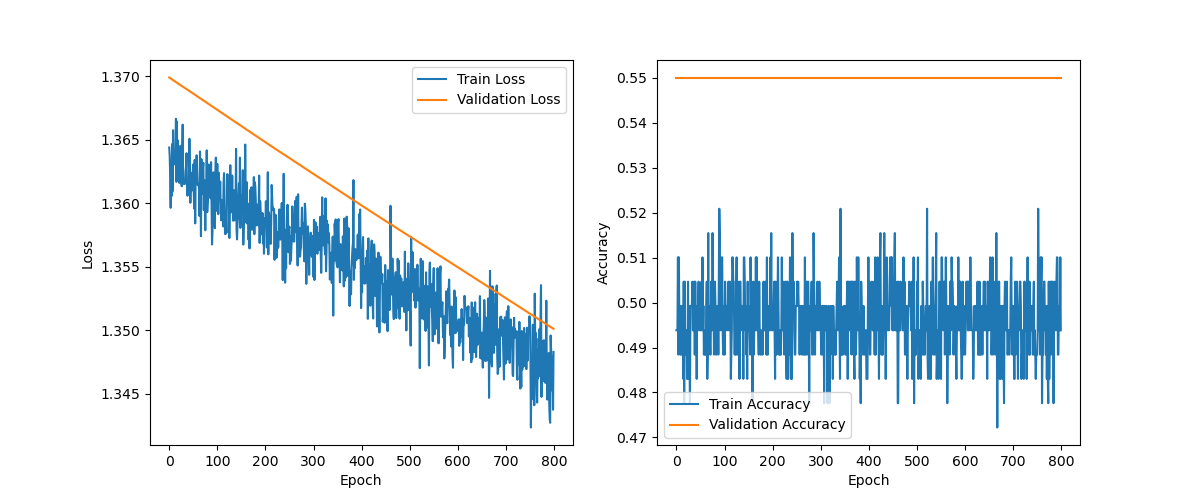 1.370
1.365
1.360
1.355
1.350
1.345
Loss
0 100 200 300 400 500 600 700 800
Epoch
Train Loss
Validation Loss
0.55
0.54
0.53
0.52
0.51
0.50
0.49
0.48
0.47
Accuracy
0 100 200 300 400 500 600 700 800
Epoch
Train Accuracy
Validation Accuracy